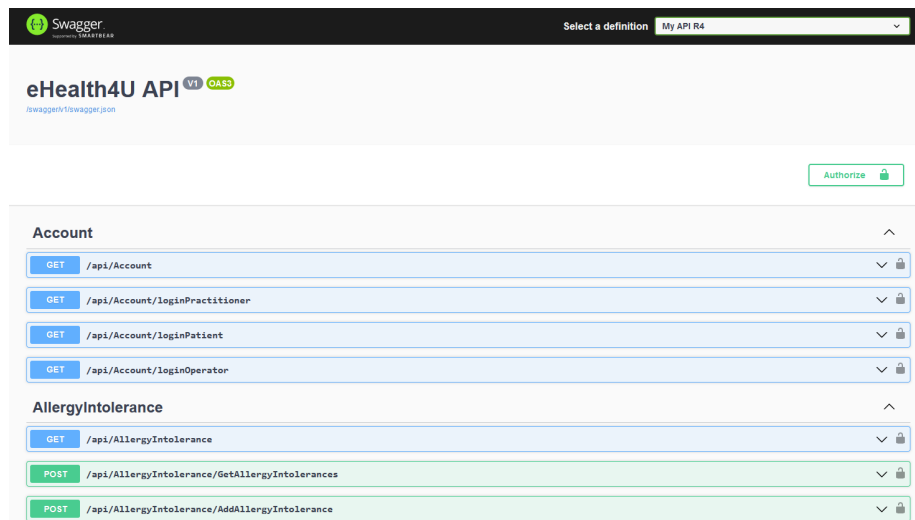 Swagger.
Supported by SMARTBEAR
Select a definition
My API R4
eHealth4U API V1 OAS3
/swagger/v1/swagger.json
Authorize
Account
GET /api/Account
GET /api/Account/loginPractitioner
GET /api/Account/loginPatient
GET /api/Account/loginOperator
AllergyIntolerance
GET /api/AllergyIntolerance
POST /api/AllergyIntolerance/GetAllergyIntolerances
POST /api/AllergyIntolerance/AddAllergyIntolerance